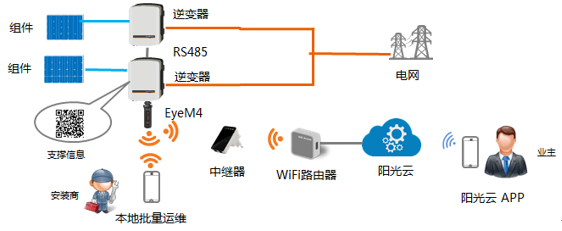 组件
逆变器
RS485
组件
逆变器
电网
EyeM4
支撑信息
中继器
WiFi路由器
阳光云
业主
安装商
本地批量运维
阳光云 APP